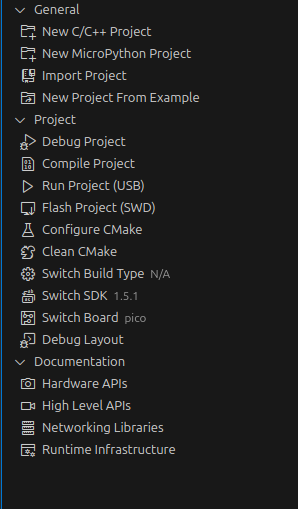 General
New C/C++ Project
New MicroPython Project
Import Project
New Project From Example
Project
Debug Project
Compile Project
Run Project (USB)
Flash Project (SWD)
Configure CMake
Clean CMake
Switch Build Type N/A
Switch SDK 1.5.1
Switch Board pico
Debug Layout
Documentation
Hardware APIs
High Level APIs
Networking Libraries
Runtime Infrastructure